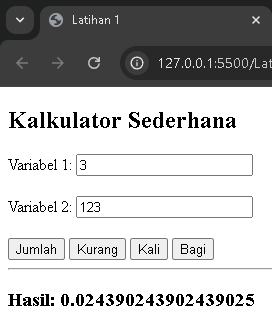 Latihan 1
127.0.0.1:5500/Lat
Kalkulator Sederhana
Variabel 1: 3
Variabel 2: 123
Jumlah Kurang Kali Bagi
Hasil: 0.024390243902439025